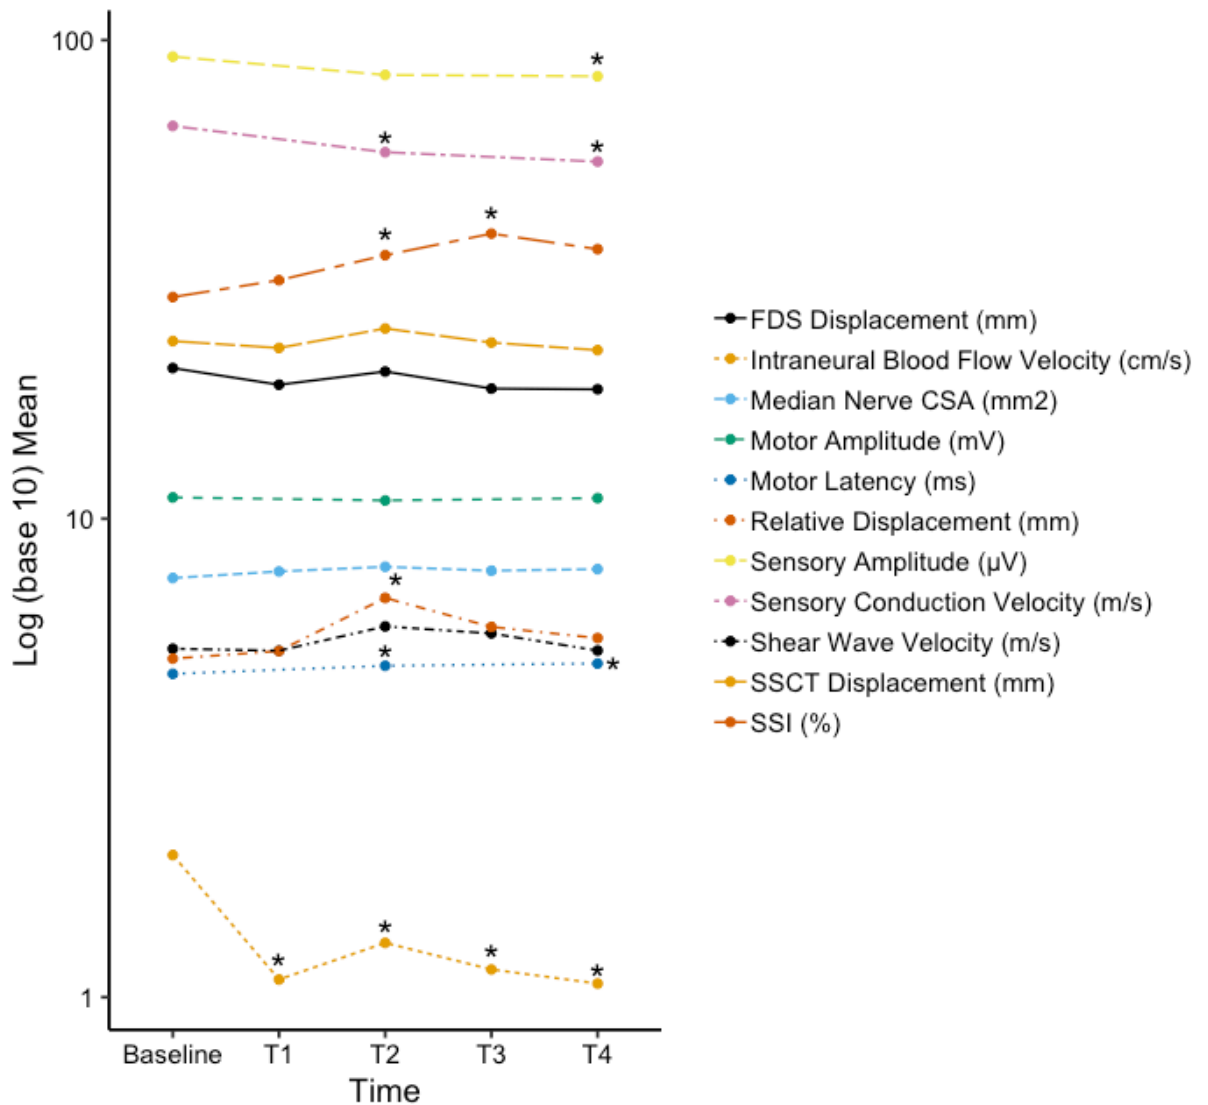 100
10
1
Log (base 10) Mean
*
*
*
*
*
*
*
*
*
*
*
*
Baseline T1 T2 T3 T4
Time
FDS Displacement (mm)
Intraneural Blood Flow Velocity (cm/s)
Median Nerve CSA (mm2)
Motor Amplitude (mV)
Motor Latency (ms)
Relative Displacement (mm)
Sensory Amplitude (µV)
Sensory Conduction Velocity (m/s)
Shear Wave Velocity (m/s)
SSCT Displacement (mm)
SSI (%)